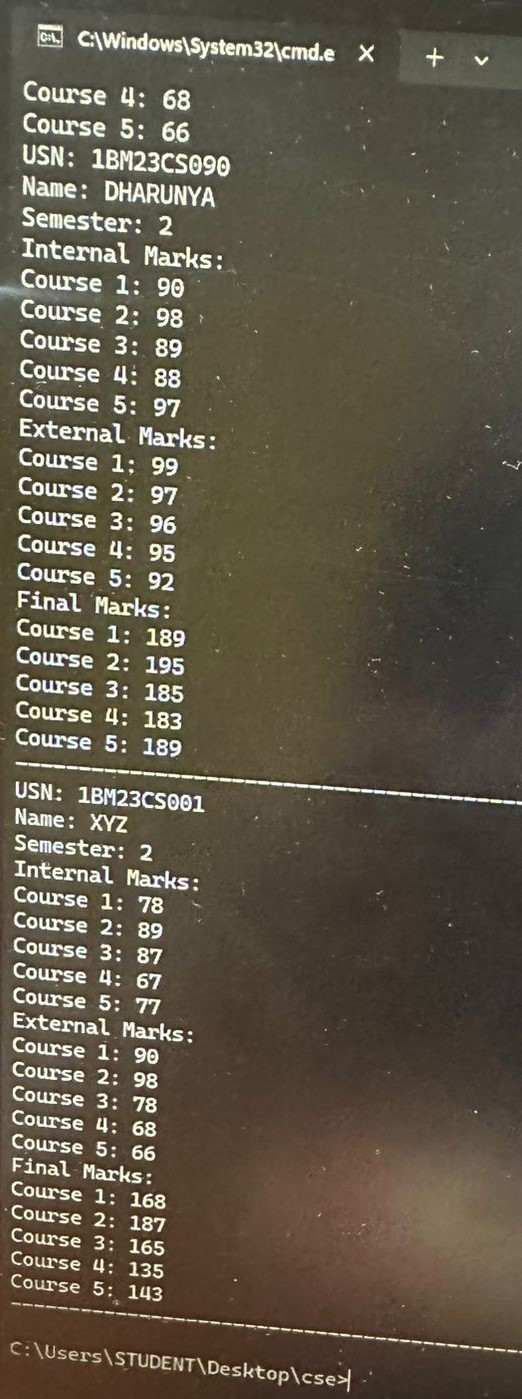 C:\Windows\System32\cmd.e
Course 4: 68
Course 5: 66
USN: 1BM23CS090
Name: DHARUNYA
Semester: 2
Internal Marks:
Course 1: 90
Course 2: 98
Course 3: 89
Course 4: 88
Course 5: 97
External Marks:
Course 1: 99
Course 2: 97
Course 3: 96
Course 4: 95
Course 5: 92
Final Marks:
Course 1: 189
Course 2: 195
Course 3: 185
Course 4: 183
Course 5: 189
USN: 1BM23CS001
Name: XYZ
Semester: 2
Internal Marks:
Course 1: 78
Course 2: 89
Course 3: 87
Course 4: 67
Course 5: 77
External Marks:
Course 1: 90
Course 2: 98
Course 3: 78
Course 4: 68
Course 5: 66
Final Marks:
Course 1: 168
Course 2: 187
Course 3: 165
Course 4: 135
Course 5: 143
C:\Users\STUDENT\Desktop\cse>